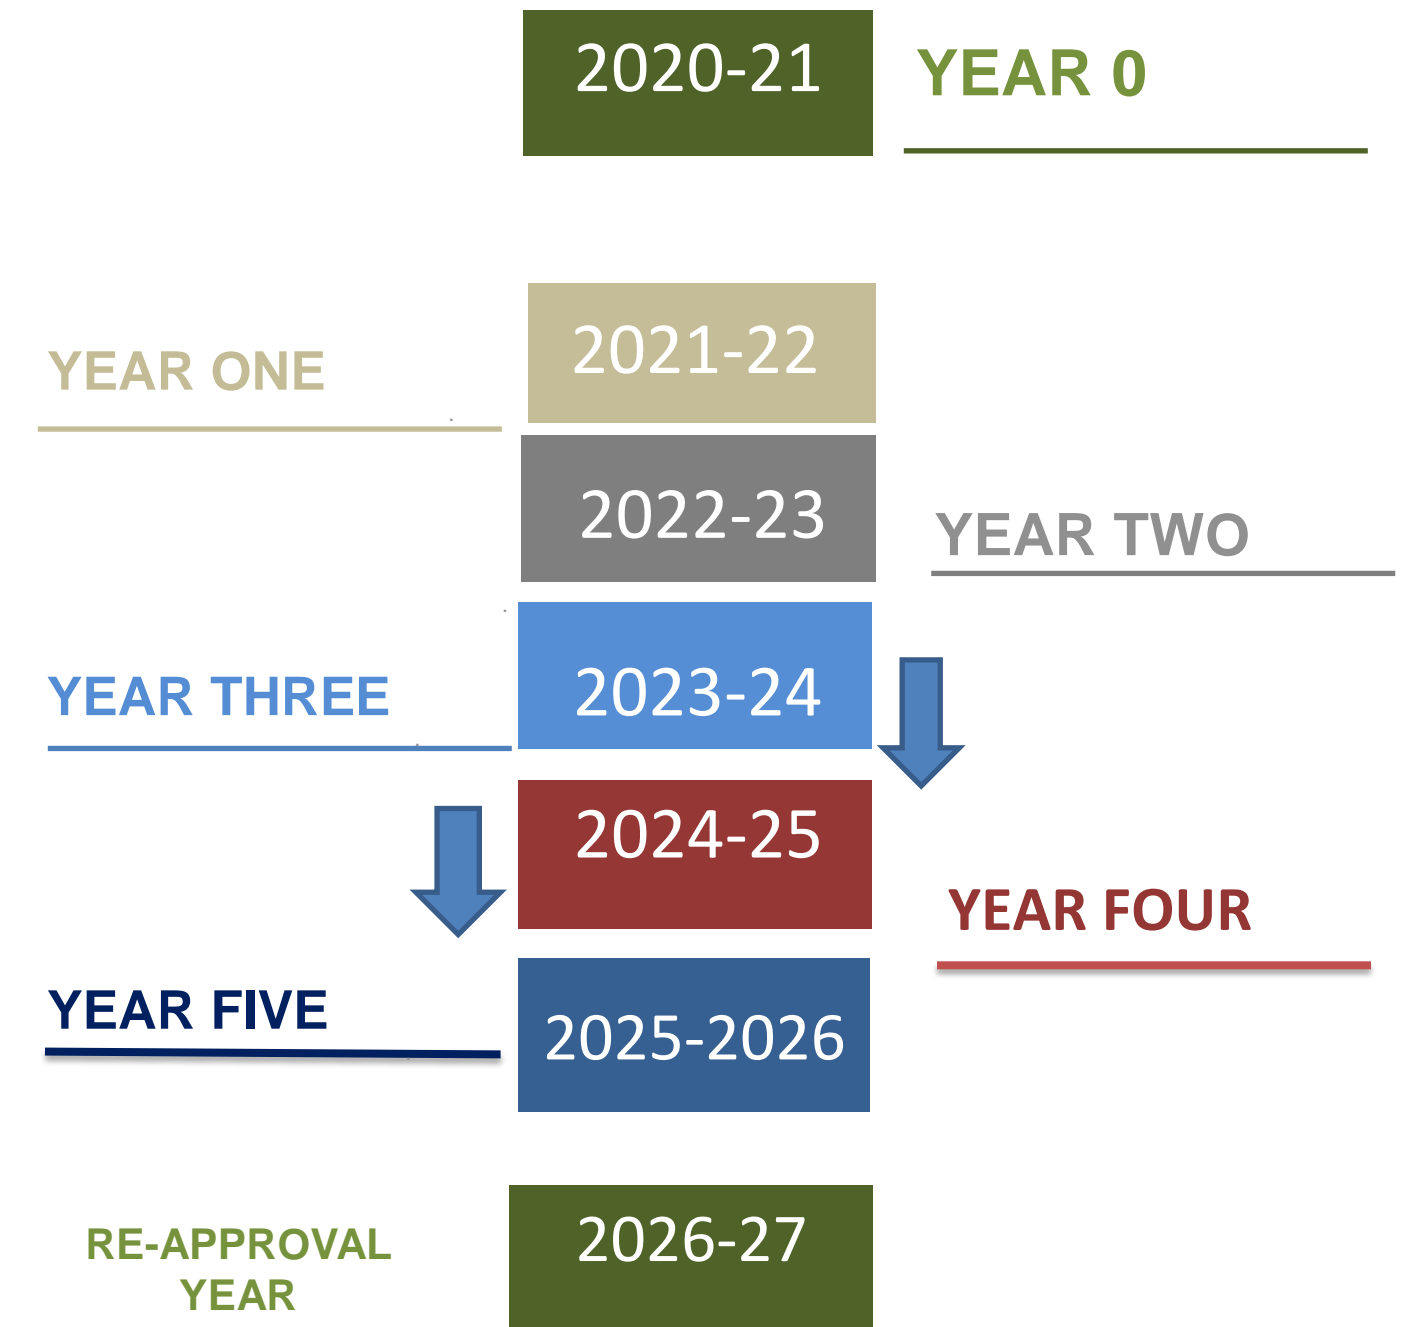 2020-21
YEAR 0
2021-22
YEAR ONE
2022-23
YEAR TWO
2023-24
YEAR THREE
2024-25
YEAR FOUR
YEAR FIVE
2025-2026
2026-27
RE-APPROVAL
YEAR